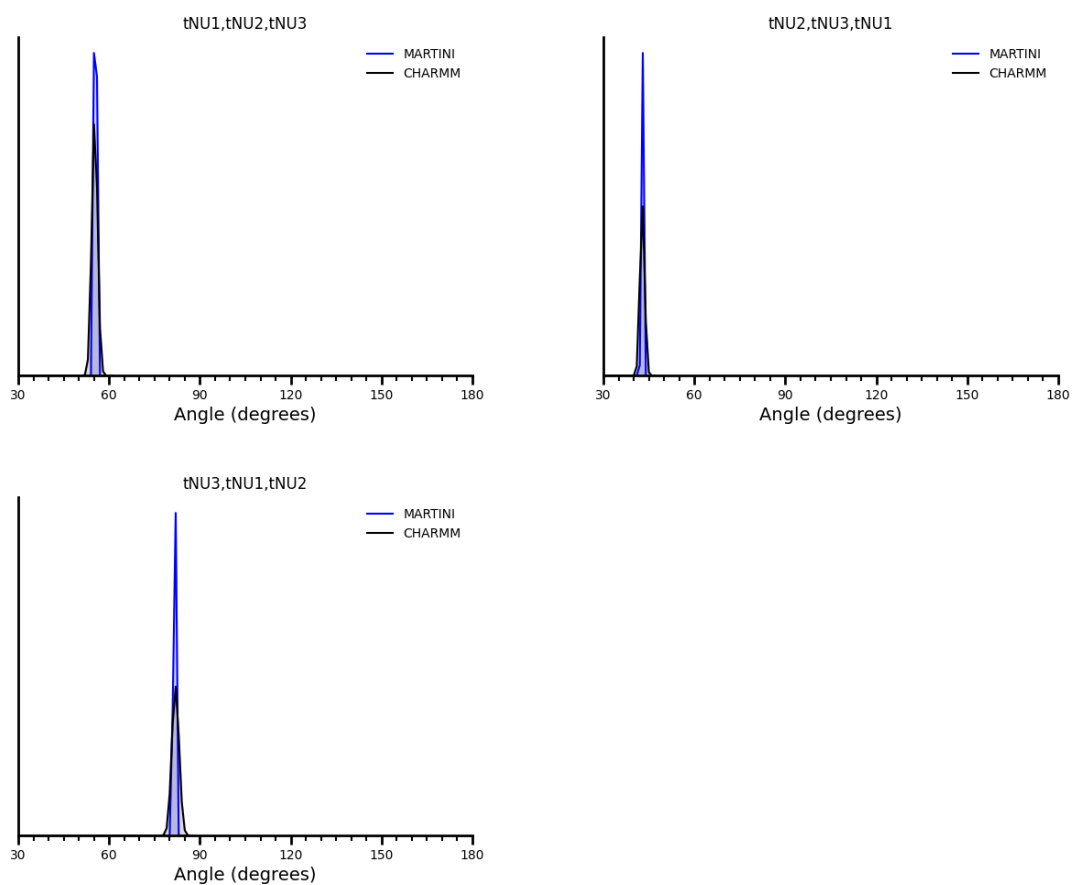 tNU1,tNU2,tNU3
MARTINI
CHARMM
30 60 90 120 150 180
Angle (degrees)
tNU2,tNU3,tNU1
MARTINI
CHARMM
30 60 90 120 150 180
Angle (degrees)
tNU3,tNU1,tNU2
MARTINI
CHARMM
30 60 90 120 150 180
Angle (degrees)